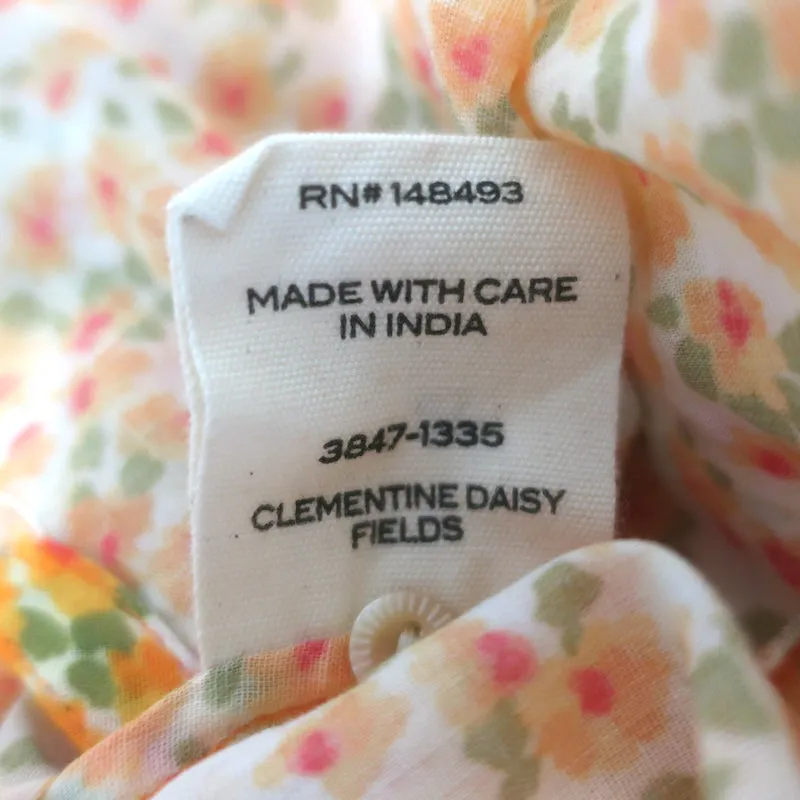 RN# 148493
MADE WITH CARE
IN INDIA
3847-1335
CLEMENTINE DAISY
FIELDS